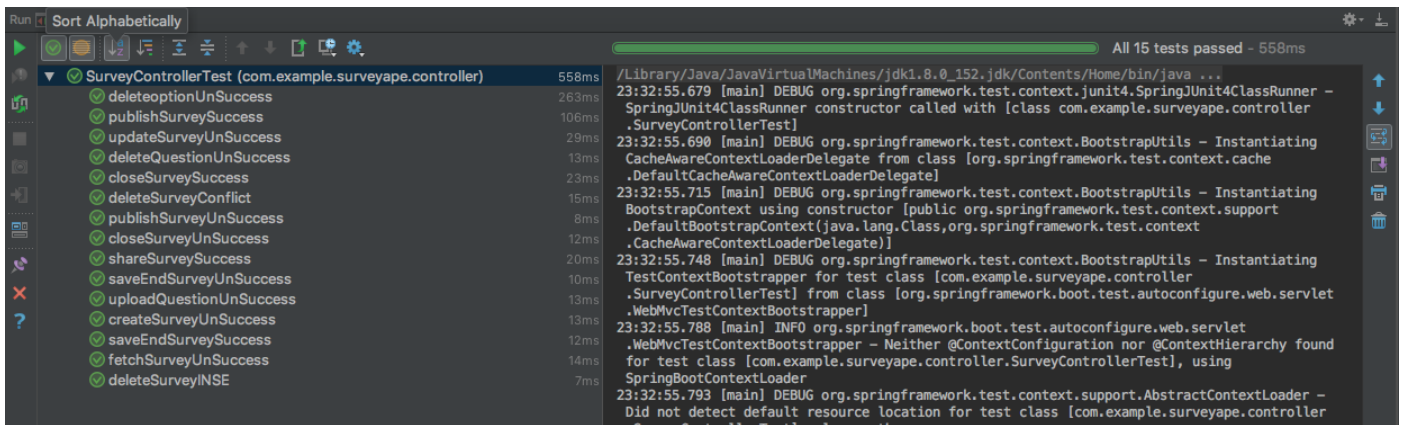 Run
Sort Alphabetically
All 15 tests passed – 558ms
SurveyControllerTest (com.example.surveyape.controller) 558ms
deleteoptionUnSuccess 263ms
publishSurveySuccess 106ms
updateSurveyUnSuccess 29ms
deleteQuestionUnSuccess 13ms
closeSurveySuccess 23ms
deleteSurveyConflict 15ms
publishSurveyUnSuccess 8ms
closeSurveyUnSuccess 12ms
shareSurveySuccess 20ms
saveEndSurveyUnSuccess 10ms
uploadQuestionUnSuccess 13ms
createSurveyUnSuccess 13ms
saveEndSurveySuccess 12ms
fetchSurveyUnSuccess 14ms
deleteSurveyINSE 7ms
/Library/Java/JavaVirtualMachines/jdk1.8.0_152.jdk/Contents/Home/bin/java ...
23:32:55.679 [main] DEBUG org.springframework.test.context.junit4.SpringJUnit4ClassRunner –
SpringJUnit4ClassRunner constructor called with [class com.example.surveyape.controller
.SurveyControllerTest]
23:32:55.690 [main] DEBUG org.springframework.test.context.BootstrapUtils – Instantiating
CacheAwareContextLoaderDelegate from class [org.springframework.test.context.cache
.DefaultCacheAwareContextLoaderDelegate]
23:32:55.715 [main] DEBUG org.springframework.test.context.BootstrapUtils – Instantiating
BootstrapContext using constructor [public org.springframework.test.context.support
.DefaultBootstrapContext(java.lang.Class,org.springframework.test.context
.CacheAwareContextLoaderDelegate)]
23:32:55.748 [main] DEBUG org.springframework.test.context.BootstrapUtils – Instantiating
TestContextBootstrapper for test class [com.example.surveyape.controller
.SurveyControllerTest] from class [org.springframework.boot.test.autoconfigure.web.servlet
.WebMvcTestContextBootstrapper]
23:32:55.788 [main] INFO org.springframework.boot.test.autoconfigure.web.servlet
.WebMvcTestContextBootstrapper – Neither @ContextConfiguration nor @ContextHierarchy found
for test class [com.example.surveyape.controller.SurveyControllerTest], using
SpringBootContextLoader
23:32:55.793 [main] DEBUG org.springframework.test.context.support.AbstractContextLoader –
Did not detect default resource location for test class [com.example.surveyape.controller